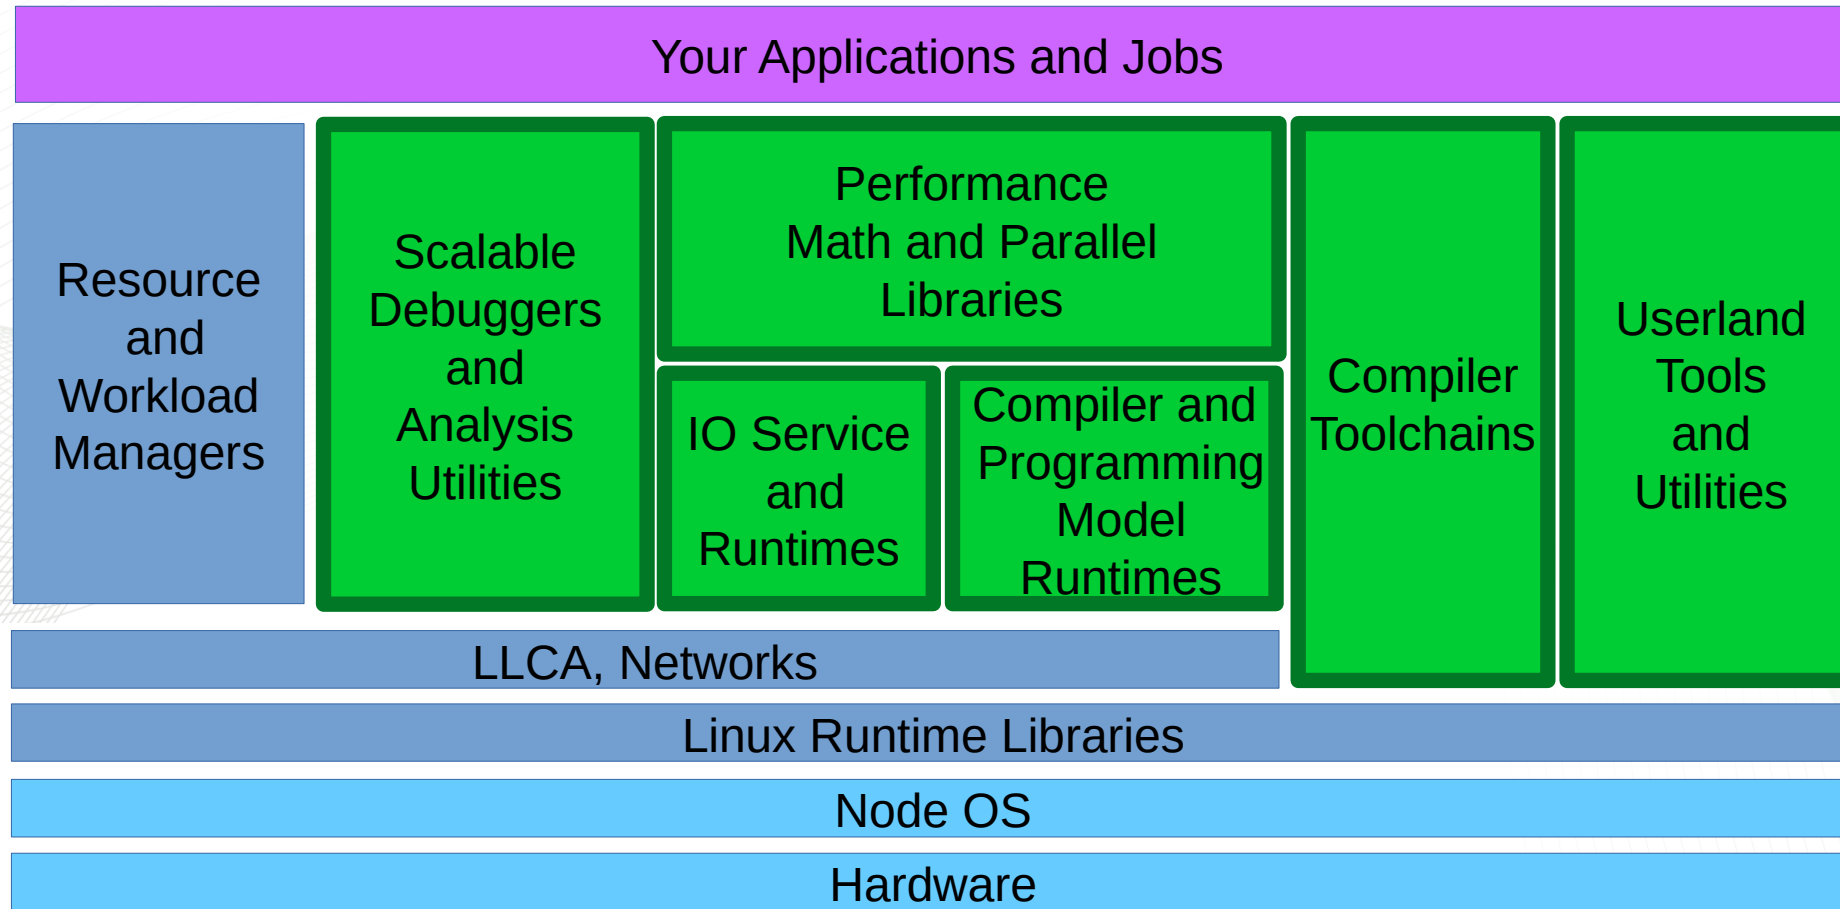 Your Applications and Jobs
Resource
and
Workload
Managers
Scalable
Debuggers
and
Analysis
Utilities
Performance
Math and Parallel
Libraries
IO Service
and
Runtimes
Compiler and
Programming
Model
Runtimes
Compiler
Toolchains
Userland
Tools
and
Utilities
LLCA, Networks
Linux Runtime Libraries
Node OS
Hardware